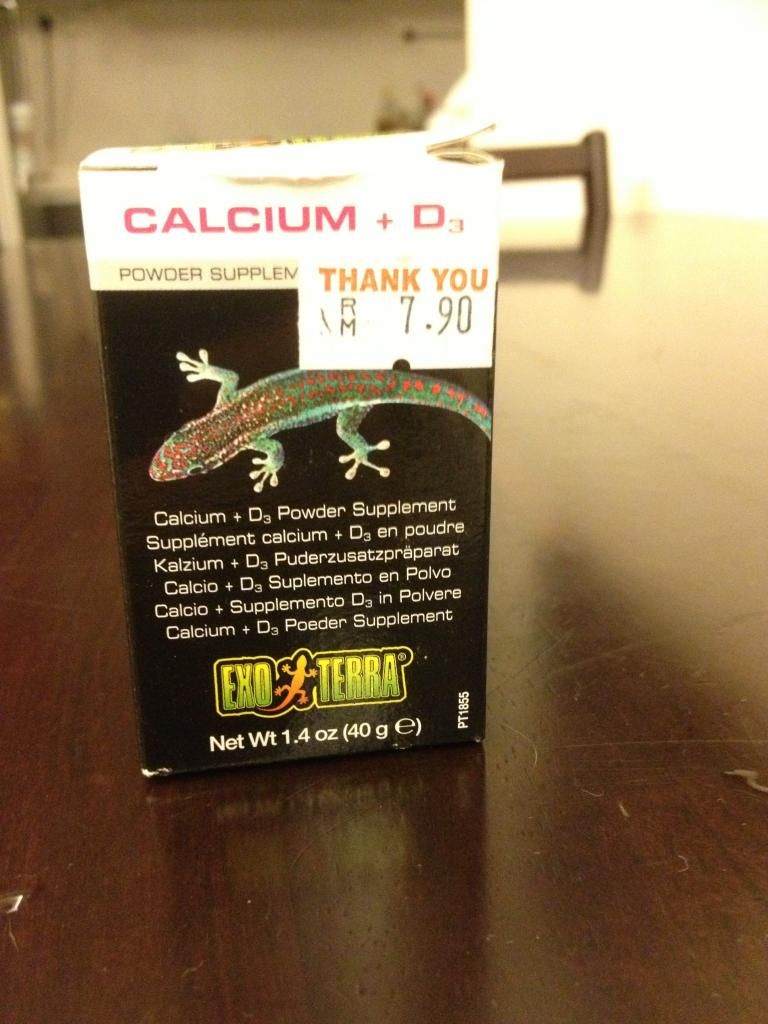 CALCIUM + D3
POWDER SUPPLEM
THANK YOU
RM 7.90
Calcium + D3 Powder Supplement
Supplément calcium + D3 en poudre
Kalzium + D3 Puderzusatzpräparat
Calcio + D3 Suplemento en Polvo
Calcio + Supplemento D3 in Polvere
Calcium + D3 Poeder Supplement
EXO TERRA®
PT1855
Net Wt 1.4 oz (40 g ℮)